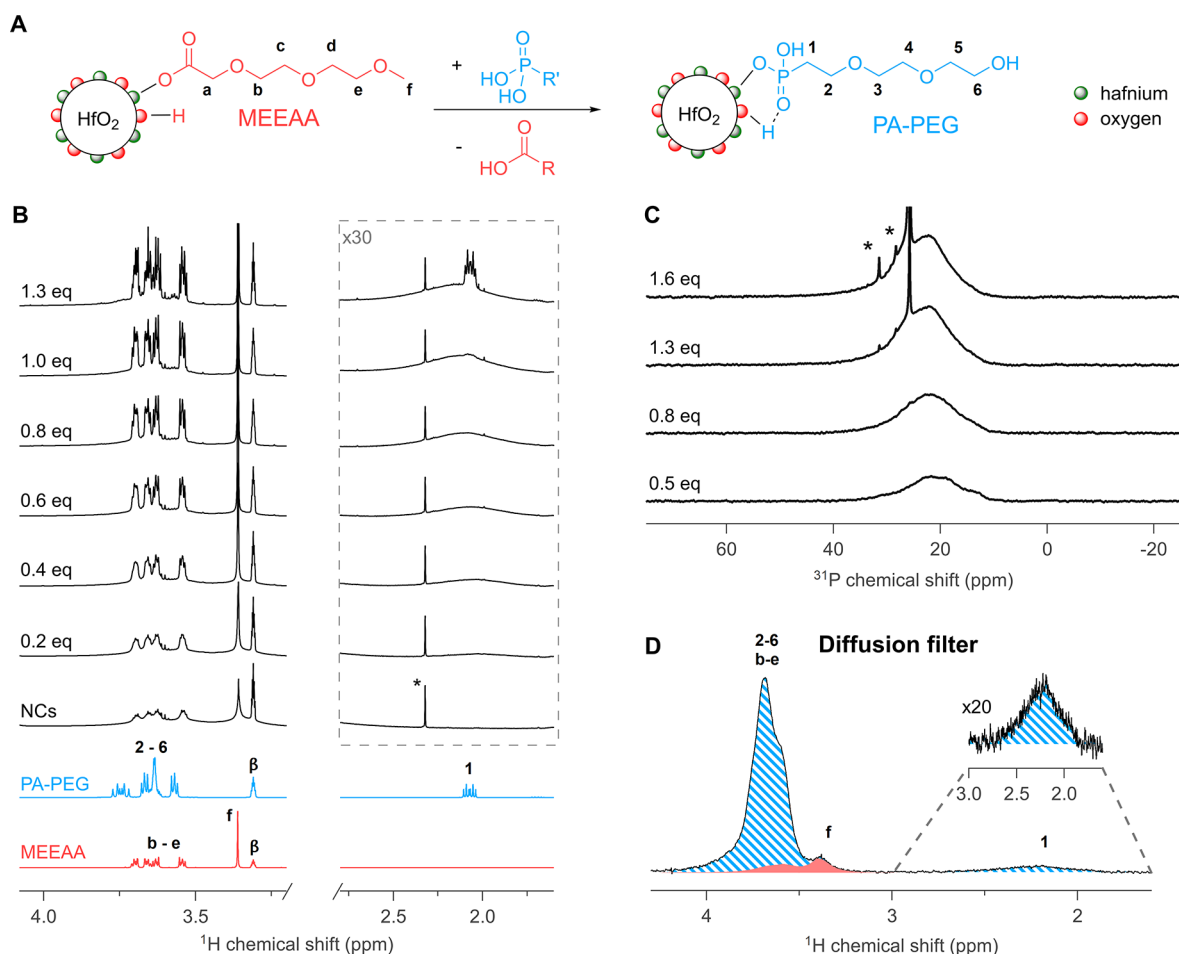 A
O
O
a
O
b
c
O
d
e
O
f
HfO2
H
MEEAA
+
O
HO P R'
HO
-
O
HO R
OH
O P
O
1
2
O
3
4
O
5
6
OH
HfO2
H
PA-PEG
hafnium
oxygen
B
x30
1.3 eq
1.0 eq
0.8 eq
0.6 eq
0.4 eq
0.2 eq
NCs
*
2 - 6
β
1
PA-PEG
f
b - e
β
MEEAA
4.0 3.5 2.5 2.0
1H chemical shift (ppm)
C
* *
1.6 eq
1.3 eq
0.8 eq
0.5 eq
60 40 20 0 -20
31P chemical shift (ppm)
D
Diffusion filter
2-6
b-e
x20
3.0 2.5 2.0
f
1
4 3 2
1H chemical shift (ppm)